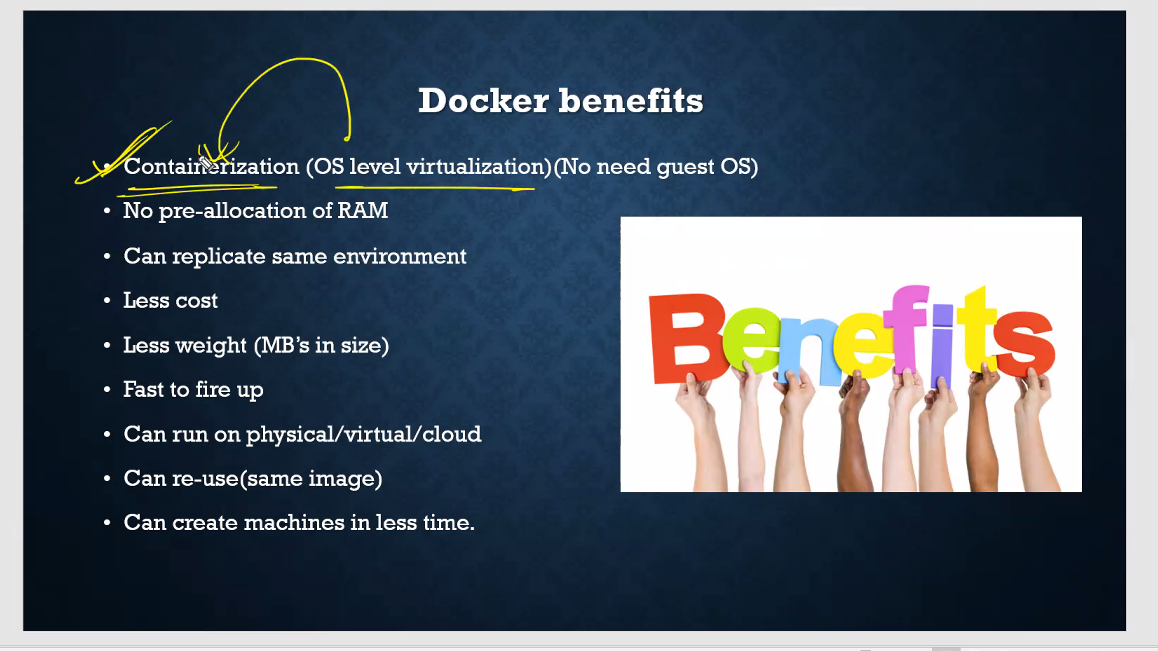 Docker benefits
• Containerization (OS level virtualization)(No need guest OS)
• No pre-allocation of RAM
• Can replicate same environment
• Less cost
• Less weight (MB’s in size)
• Fast to fire up
• Can run on physical/virtual/cloud
• Can re-use(same image)
• Can create machines in less time.
Benefits